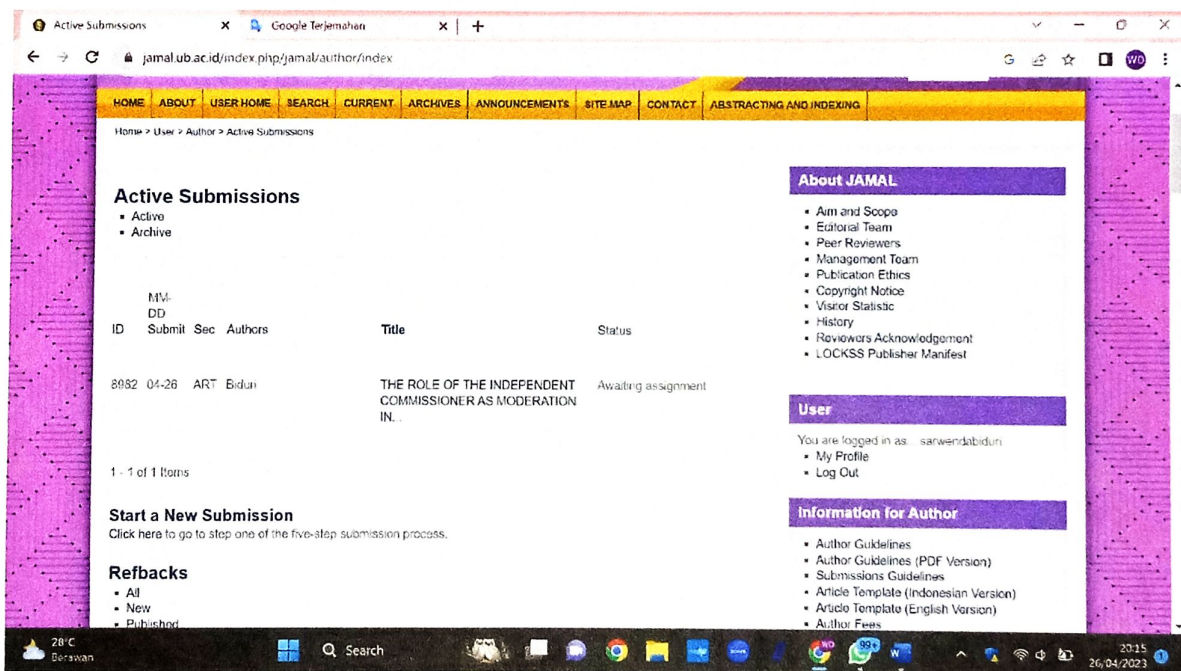 Active Submissions
Google Terjemahan
jamal.ub.ac.id/index.php/jamal/author/index
WD
HOME ABOUT USER HOME SEARCH CURRENT ARCHIVES ANNOUNCEMENTS SITE MAP CONTACT ABSTRACTING AND INDEXING
Home > User > Author > Active Submissions
Active Submissions
Active
Archive
MM-
DD
ID Submit Sec Authors Title Status
8982 04-26 ART Biduri THE ROLE OF THE INDEPENDENT Awaiting assignment
COMMISSIONER AS MODERATION
IN...
1 - 1 of 1 Items
Start a New Submission
Click here to go to step one of the five-step submission process.
Refbacks
All
New
Published
About JAMAL
Aim and Scope
Editorial Team
Peer Reviewers
Management Team
Publication Ethics
Copyright Notice
Visitor Statistic
History
Reviewers Acknowledgement
LOCKSS Publisher Manifest
User
You are logged in as... sarwendabiduri
My Profile
Log Out
Information for Author
Author Guidelines
Author Guidelines (PDF Version)
Submissions Guidelines
Article Template (Indonesian Version)
Article Template (English Version)
Author Fees
28°C
Berawan
Search
99+
20:15
26/04/2023